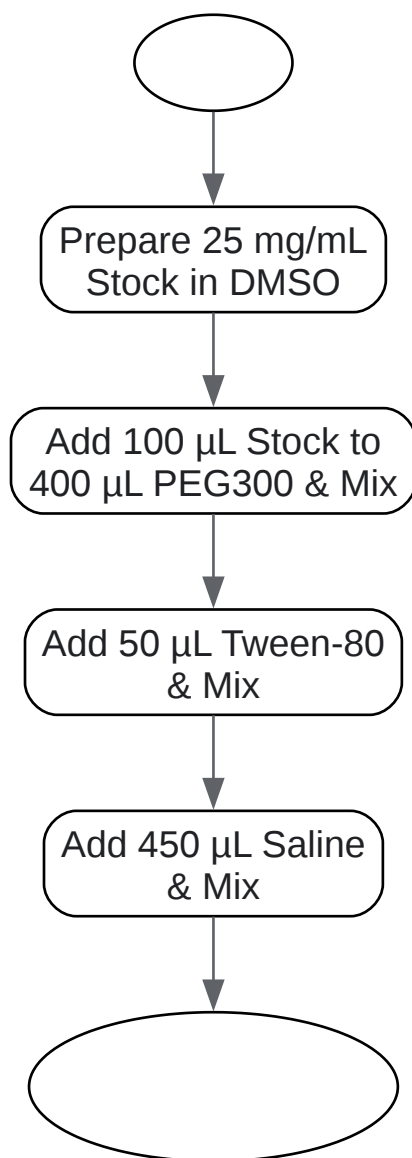 Prepare 25 mg/mL
Stock in DMSO
Add 100 µL Stock to
400 µL PEG300 & Mix
Add 50 µL Tween-80
& Mix
Add 450 µL Saline
& Mix